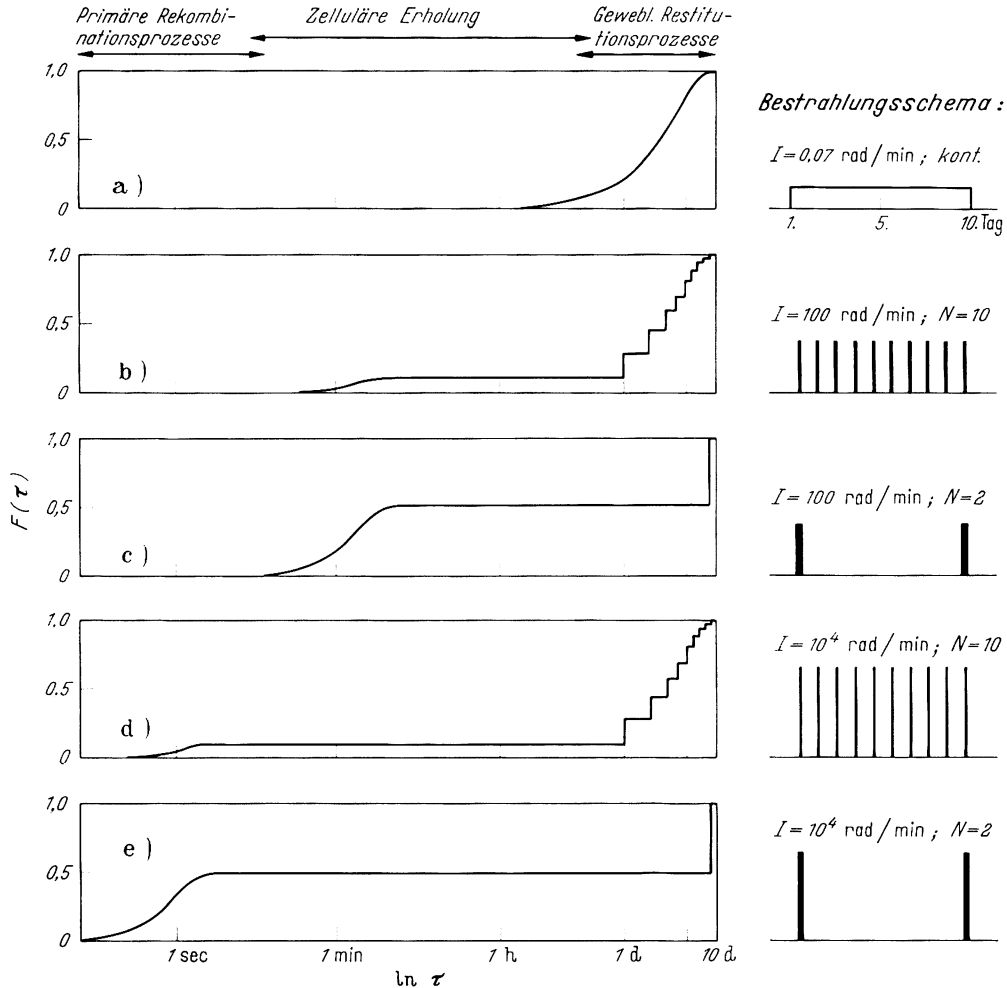 Primäre Rekombi-
nationsprozesse
Zelluläre Erholung
Gewebl. Restitu-
tionsprozesse
1,0
0,5
0
a)
Bestrahlungsschema:
I=0,07 rad/min; kont.
1. 5. 10. Tag
1,0
0,5
0
b)
I=100 rad/min; N=10
1,0
0,5
0
c)
I=100 rad/min; N=2
F(τ)
1,0
0,5
0
d)
I=10⁴ rad/min; N=10
1,0
0,5
0
e)
I=10⁴ rad/min; N=2
1 sec 1 min 1 h 1 d 10 d
ln τ